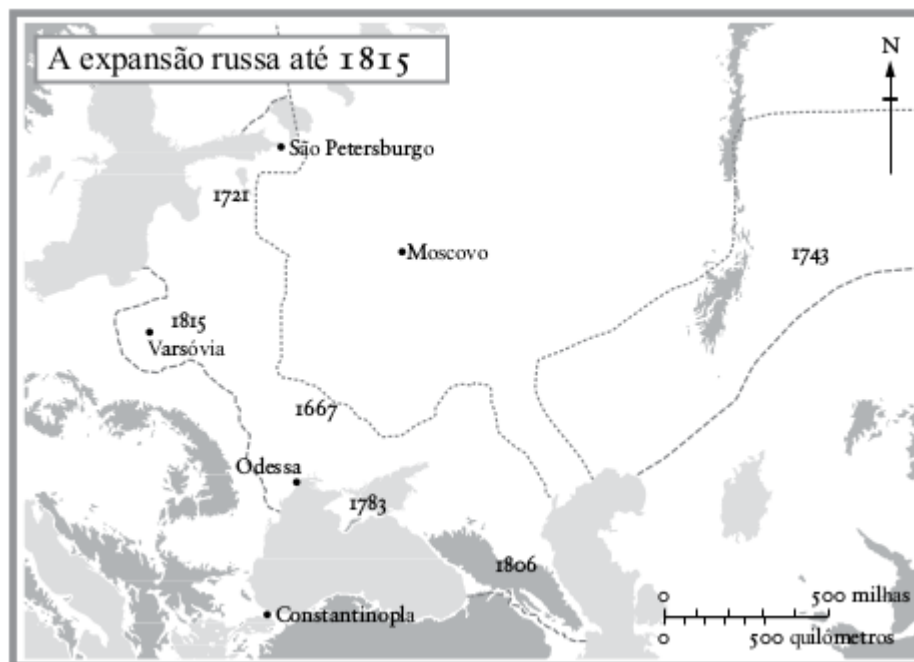 A expansão russa até 1815
N
São Petersburgo
1721
Moscovo
1743
1815
Varsóvia
1667
Odessa
1783
1806
Constantinopla
0 500 milhas
0 500 quilômetros